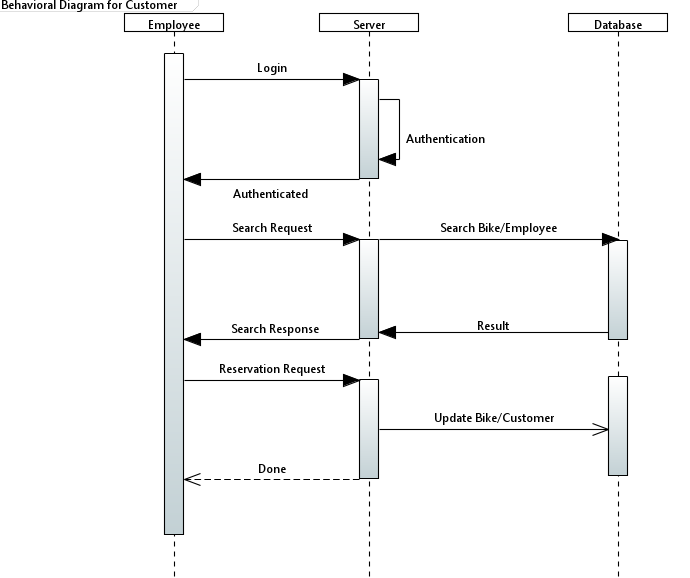 Behavioral Diagram for Customer
Employee
Server
Database
Login
Authentication
Authenticated
Search Request
Search Bike/Employee
Search Response
Result
Reservation Request
Update Bike/Customer
Done